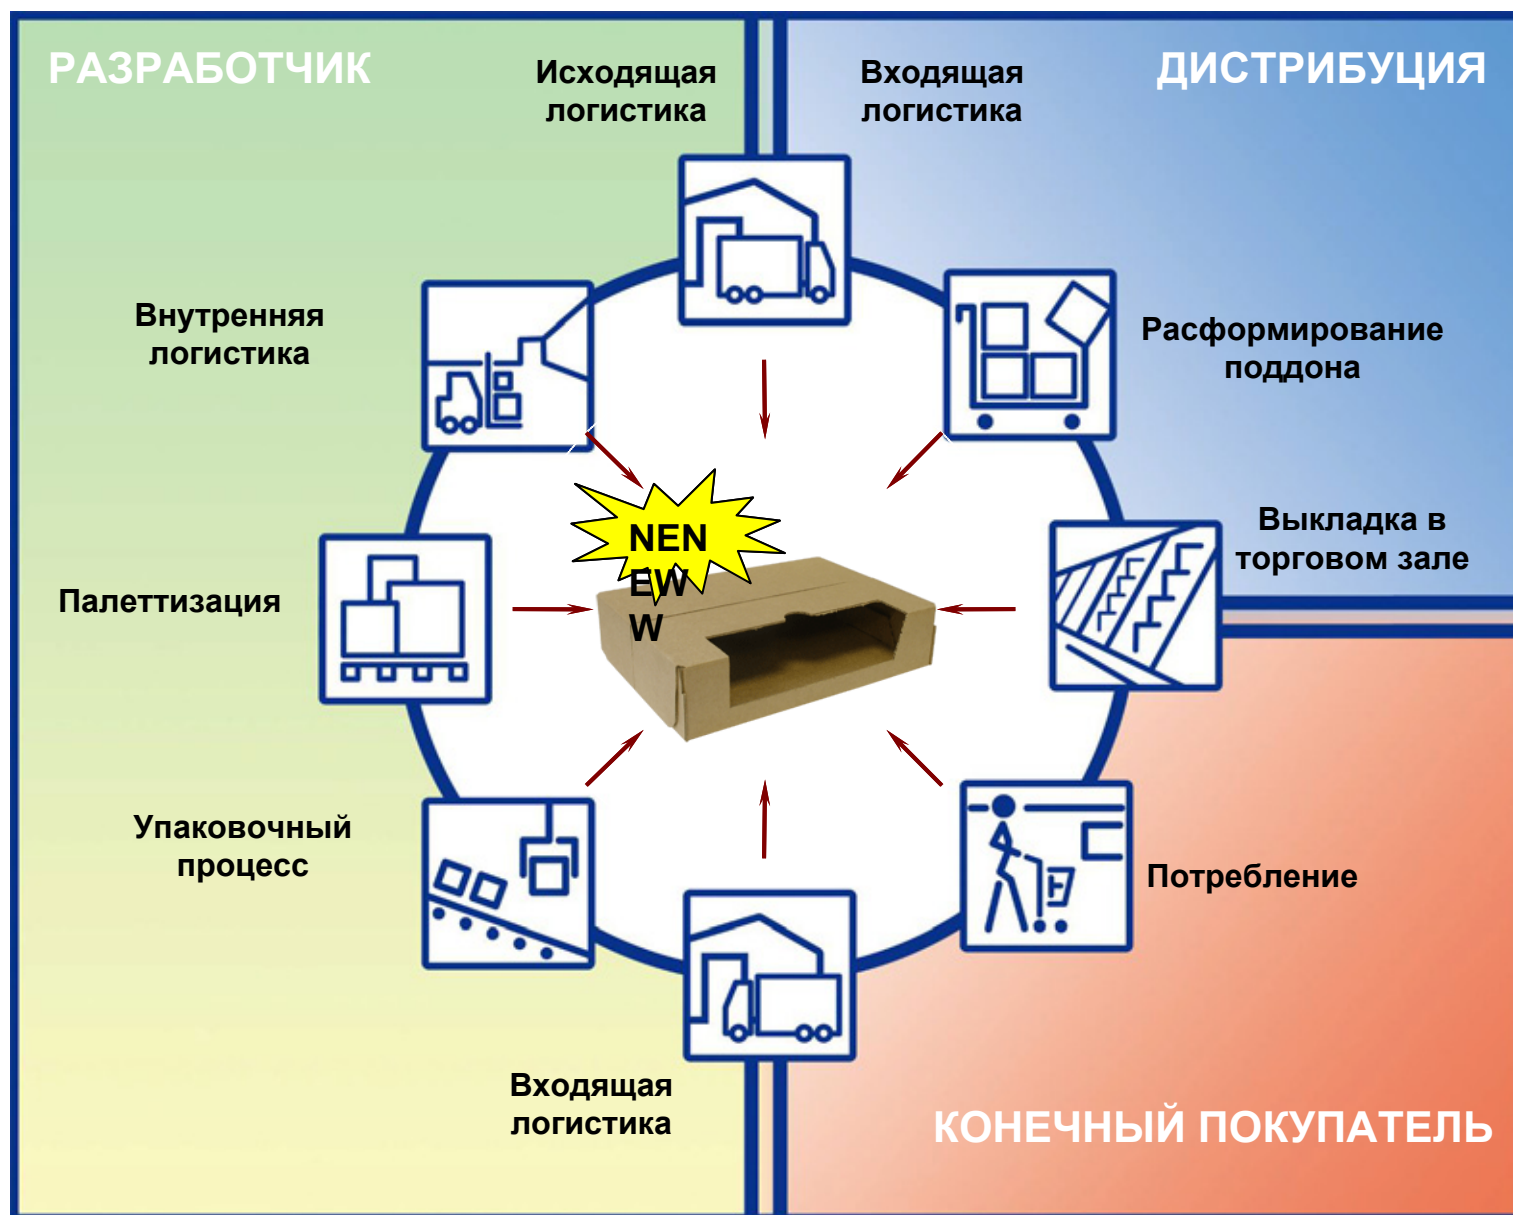 РАЗРАБОТЧИК
Исходящая
логистика
Входящая
логистика
ДИСТРИБУЦИЯ
Внутренняя
логистика
Расформирование
поддона
Выкладка в
торговом зале
NEN
EW W
W
Палеттизация
Упаковочный
процесс
Потребление
Входящая
логистика
КОНЕЧНЫЙ ПОКУПАТЕЛЬ